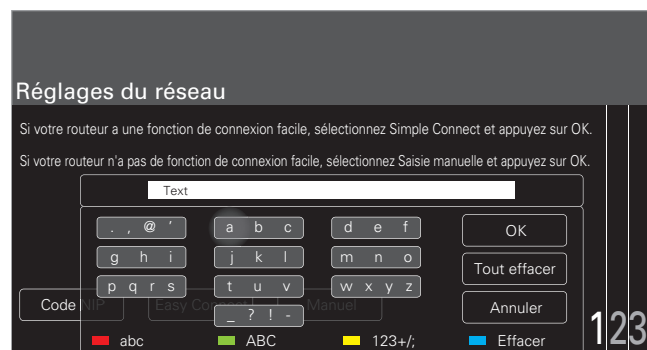 Réglages du réseau
Si votre routeur a une fonction de connexion facile, sélectionnez Simple Connect et appuyez sur OK.
Si votre routeur n'a pas de fonction de connexion facile, sélectionnez Saisie manuelle et appuyez sur OK.
Text
. , @ ' a b c d e f OK
g h i j k l m n o Tout effacer
p q r s t u v w x y z
Code NIP Easy Connect Manuel
_ ? ! - Annuler
123
abc ABC 123+/; Effacer